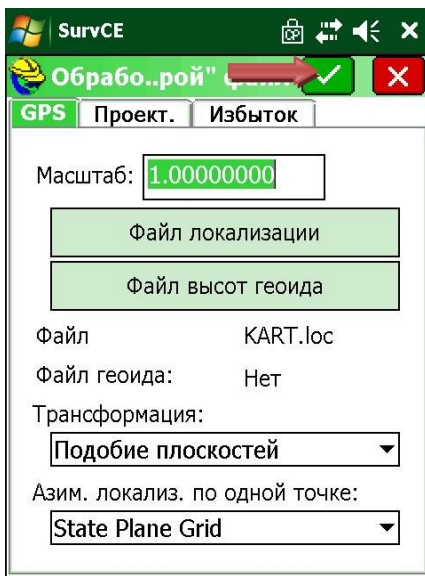 SurvCE
Обрабо..рой"
GPS Проект. Избыток
Масштаб: 1.00000000
Файл локализации
Файл высот геоида
Файл KART.loc
Файл геоида: Нет
Трансформация:
Подобие плоскостей
Азим. локализ. по одной точке:
State Plane Grid